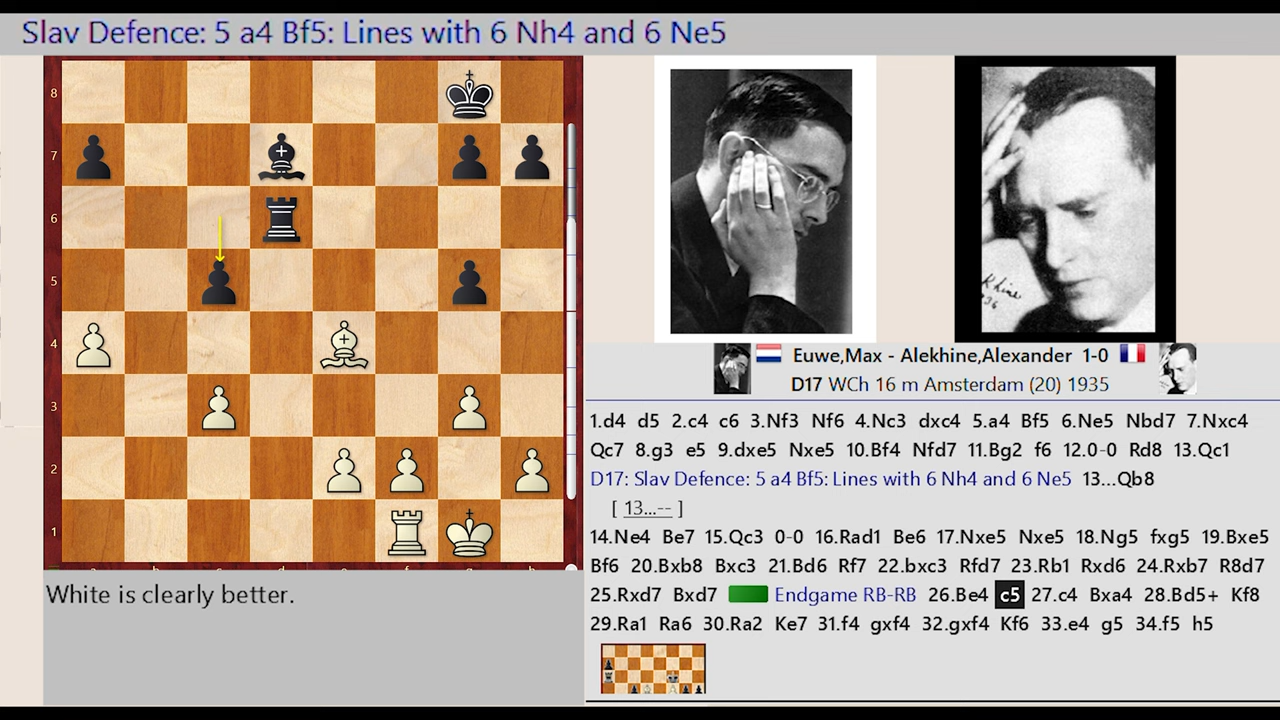 Slav Defence: 5 a4 Bf5: Lines with 6 Nh4 and 6 Ne5
8
7
6
5
4
3
2
1
White is clearly better.
Euwe,Max - Alekhine,Alexander 1-0
D17 WCh 16 m Amsterdam (20) 1935
1.d4 d5 2.c4 c6 3.Nf3 Nf6 4.Nc3 dxc4 5.a4 Bf5 6.Ne5 Nbd7 7.Nxc4
Qc7 8.g3 e5 9.dxe5 Nxe5 10.Bf4 Nfd7 11.Bg2 f6 12.0-0 Rd8 13.Qc1
D17: Slav Defence: 5 a4 Bf5: Lines with 6 Nh4 and 6 Ne5 13...Qb8
[ 13...-- ]
14.Ne4 Be7 15.Qc3 0-0 16.Rad1 Be6 17.Nxe5 Nxe5 18.Ng5 fxg5 19.Bxe5
Bf6 20.Bxb8 Bxc3 21.Bd6 Rf7 22.bxc3 Rfd7 23.Rb1 Rxd6 24.Rxb7 R8d7
25.Rxd7 Bxd7 Endgame RB-RB 26.Be4 c5 27.c4 Bxa4 28.Bd5+ Kf8
29.Ra1 Ra6 30.Ra2 Ke7 31.f4 gxf4 32.gxf4 Kf6 33.e4 g5 34.f5 h5